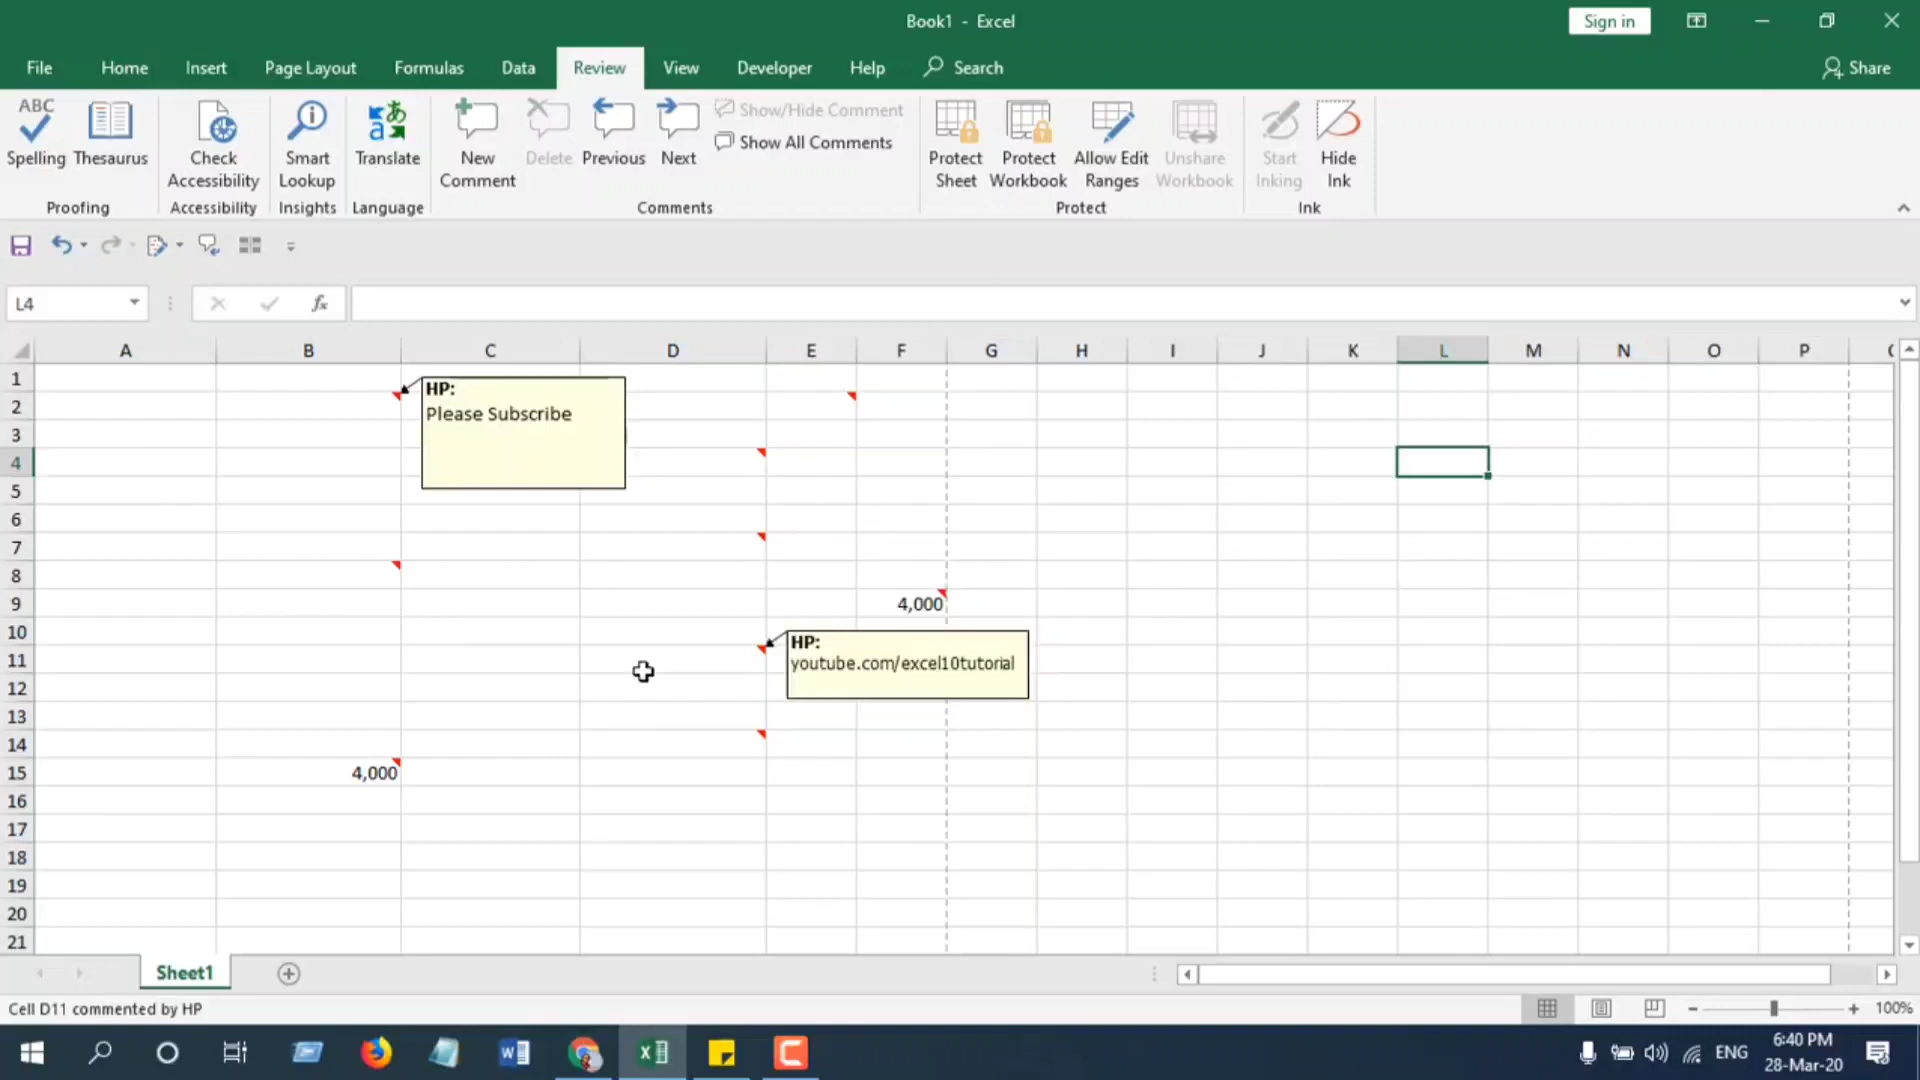 Book1 - Excel
Sign in
File Home Insert Page Layout Formulas Data Review View Developer Help Search Share
ABC
Spelling Thesaurus
Proofing
Check Accessibility
Accessibility
Smart Lookup
Insights
Translate
Language
New Comment
Delete Previous Next
Show/Hide Comment
Show All Comments
Comments
Protect Sheet
Protect Workbook
Allow Edit Ranges
Unshare Workbook
Protect
Start Inking
Hide Ink
Ink
L4
fx
A B C D E F G H I J K L M N O P
1
HP:
Please Subscribe
2
3
4
5
6
7
8
9 4,000
10
HP:
youtube.com/excel10tutorial
11
12
13
14
15 4,000
16
17
18
19
20
21
Sheet1
Cell D11 commented by HP
100%
ENG
6:40 PM
28-Mar-20